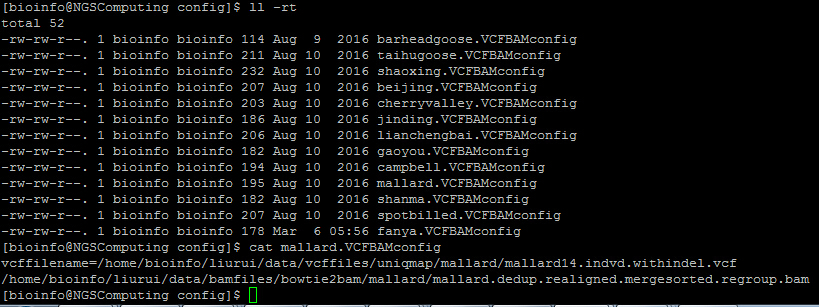 [bioinfo@NGSComputing config]$ ll -rt
total 52
-rw-rw-r--. 1 bioinfo bioinfo 114 Aug  9  2016 barheadgoose.VCFBAMconfig
-rw-rw-r--. 1 bioinfo bioinfo 211 Aug 10  2016 taihugoose.VCFBAMconfig
-rw-rw-r--. 1 bioinfo bioinfo 232 Aug 10  2016 shaoxing.VCFBAMconfig
-rw-rw-r--. 1 bioinfo bioinfo 207 Aug 10  2016 beijing.VCFBAMconfig
-rw-rw-r--. 1 bioinfo bioinfo 203 Aug 10  2016 cherryvalley.VCFBAMconfig
-rw-rw-r--. 1 bioinfo bioinfo 186 Aug 10  2016 jinding.VCFBAMconfig
-rw-rw-r--. 1 bioinfo bioinfo 206 Aug 10  2016 lianchengbai.VCFBAMconfig
-rw-rw-r--. 1 bioinfo bioinfo 182 Aug 10  2016 gaoyou.VCFBAMconfig
-rw-rw-r--. 1 bioinfo bioinfo 194 Aug 10  2016 campbell.VCFBAMconfig
-rw-rw-r--. 1 bioinfo bioinfo 195 Aug 10  2016 mallard.VCFBAMconfig
-rw-rw-r--. 1 bioinfo bioinfo 182 Aug 10  2016 shanma.VCFBAMconfig
-rw-rw-r--. 1 bioinfo bioinfo 207 Aug 10  2016 spotbilled.VCFBAMconfig
-rw-rw-r--. 1 bioinfo bioinfo 178 Mar  6 05:56 fanya.VCFBAMconfig
[bioinfo@NGSComputing config]$ cat mallard.VCFBAMconfig
vcffilename=/home/bioinfo/liurui/data/vcffiles/uniqmap/mallard/mallard14.indvd.withindel.vcf
/home/bioinfo/liurui/data/bamfiles/bowtie2bam/mallard/mallard.dedup.realigned.mergesorted.regroup.bam
[bioinfo@NGSComputing config]$